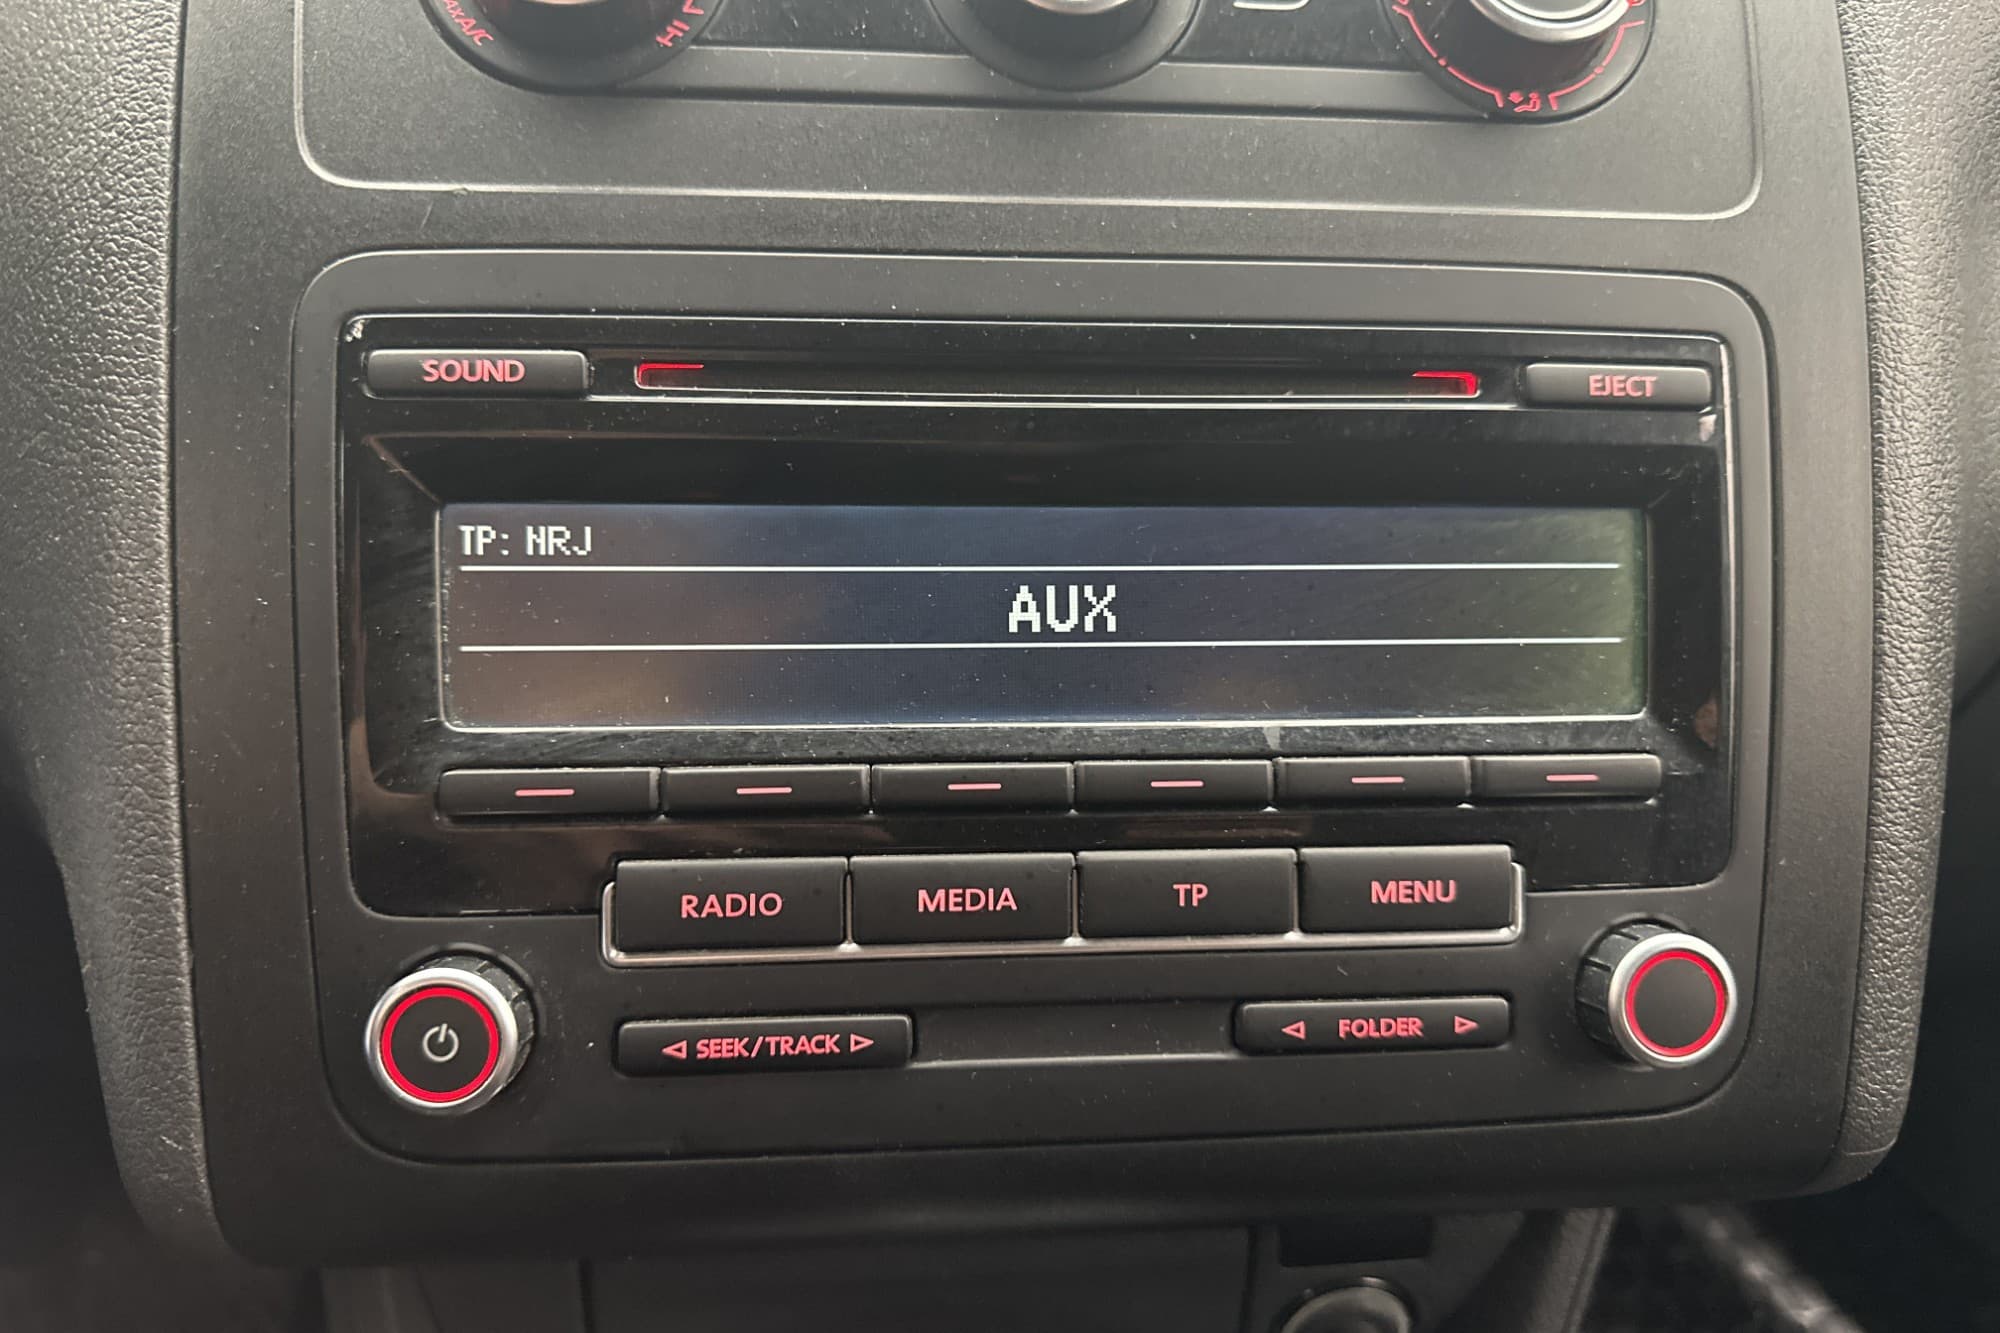 SOUND
EJECT
TP: NRJ
AUX
RADIO MEDIA TP MENU
SEEK/TRACK FOLDER